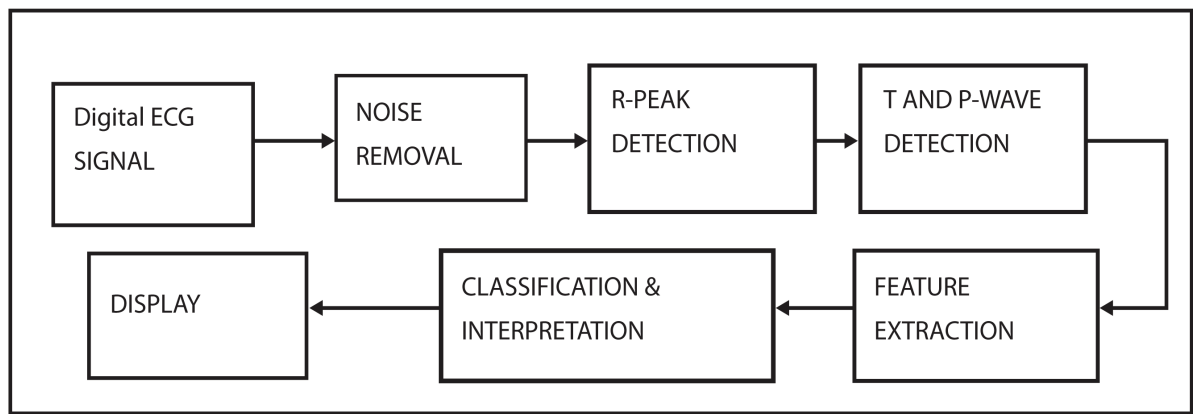 Digital ECG
SIGNAL
NOISE
REMOVAL
R-PEAK
DETECTION
T AND P-WAVE
DETECTION
FEATURE
EXTRACTION
CLASSIFICATION &
INTERPRETATION
DISPLAY